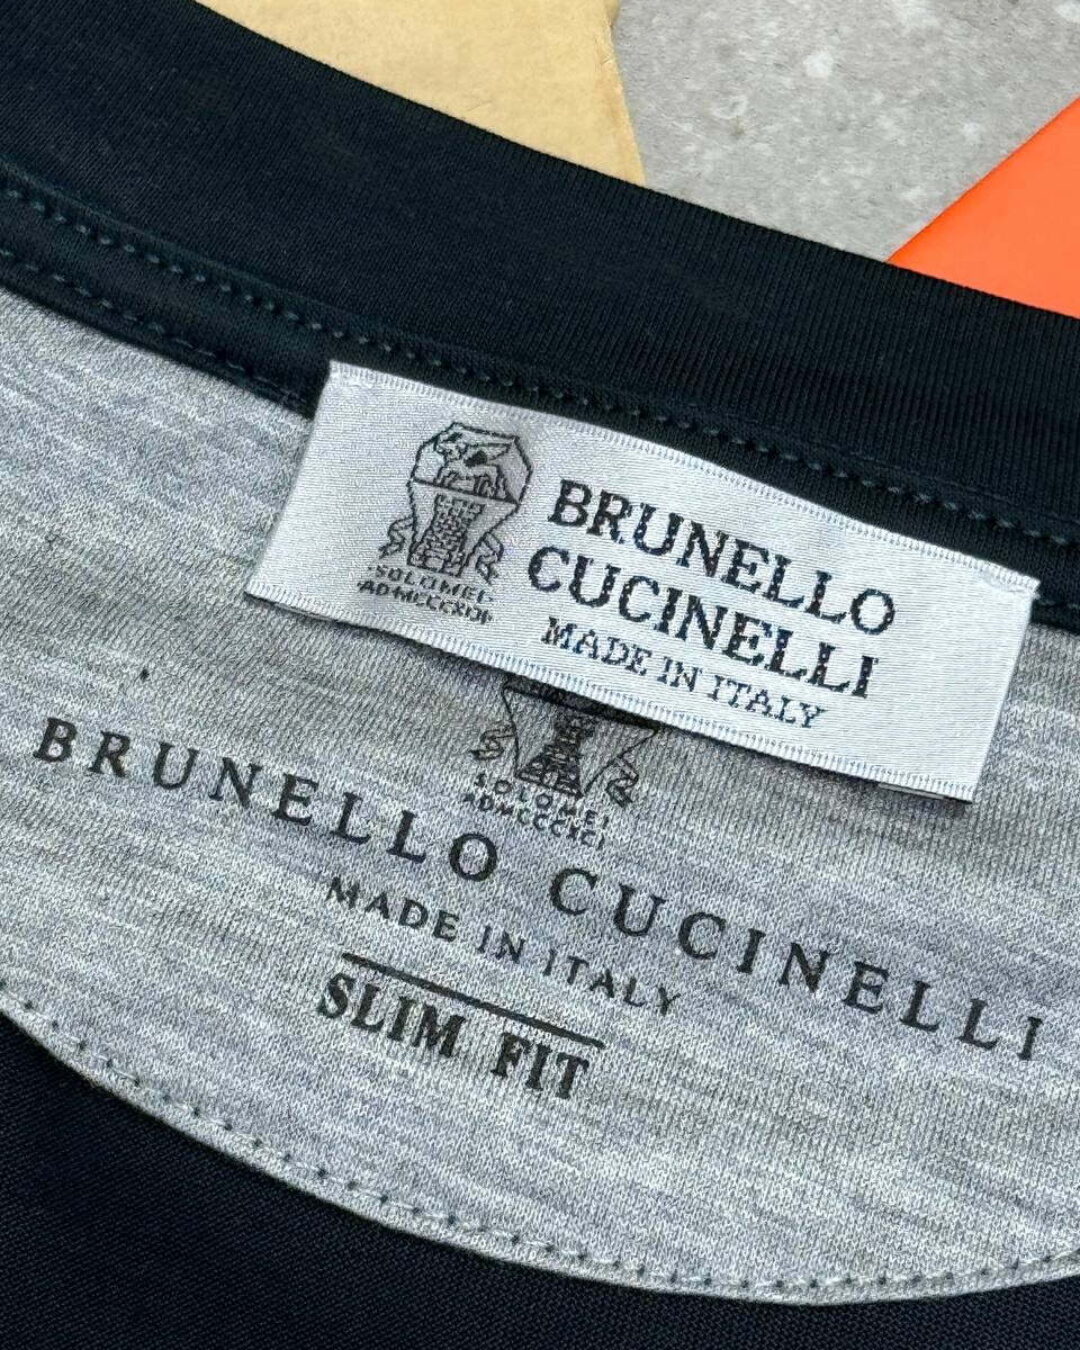 SOLOMEI
BRUNELLO
CUCINELLI
MADE IN ITALY
SOLOMEI
BRUNELLO CUCINELLI
MADE IN ITALY
SLIM FIT